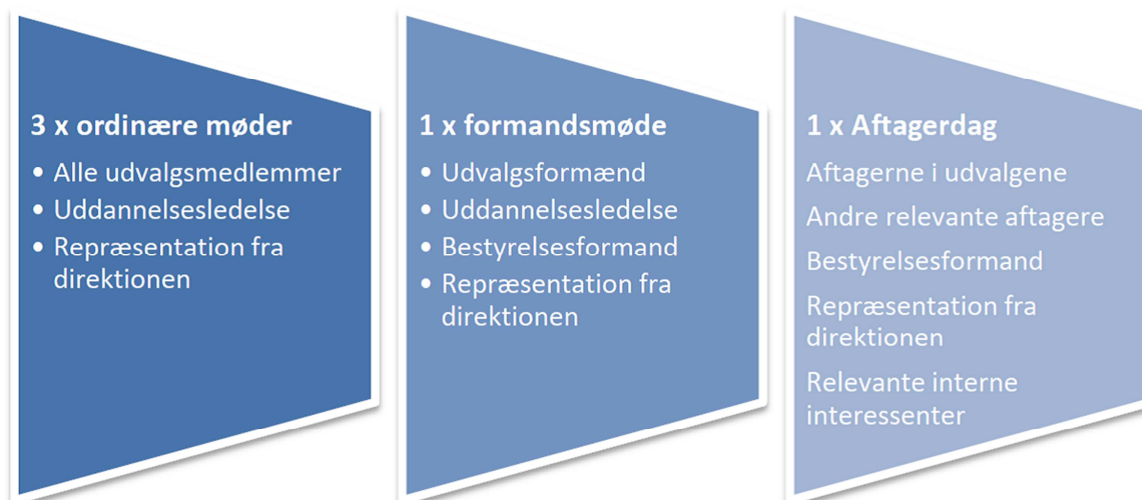 3 x ordinære møder
• Alle udvalgsmedlemmer
• Uddannelsesledelse
• Repræsentation fra
direktionen
1 x formandsmøde
• Udvalgsformænd
• Uddannelsesledelse
• Bestyrelsesformand
• Repræsentation fra
direktionen
1 x Aftagerdag
Aftagerne i udvalgene
Andre relevante aftagere
Bestyrelsesformand
Repræsentation fra
direktionen
Relevante interne
interessenter